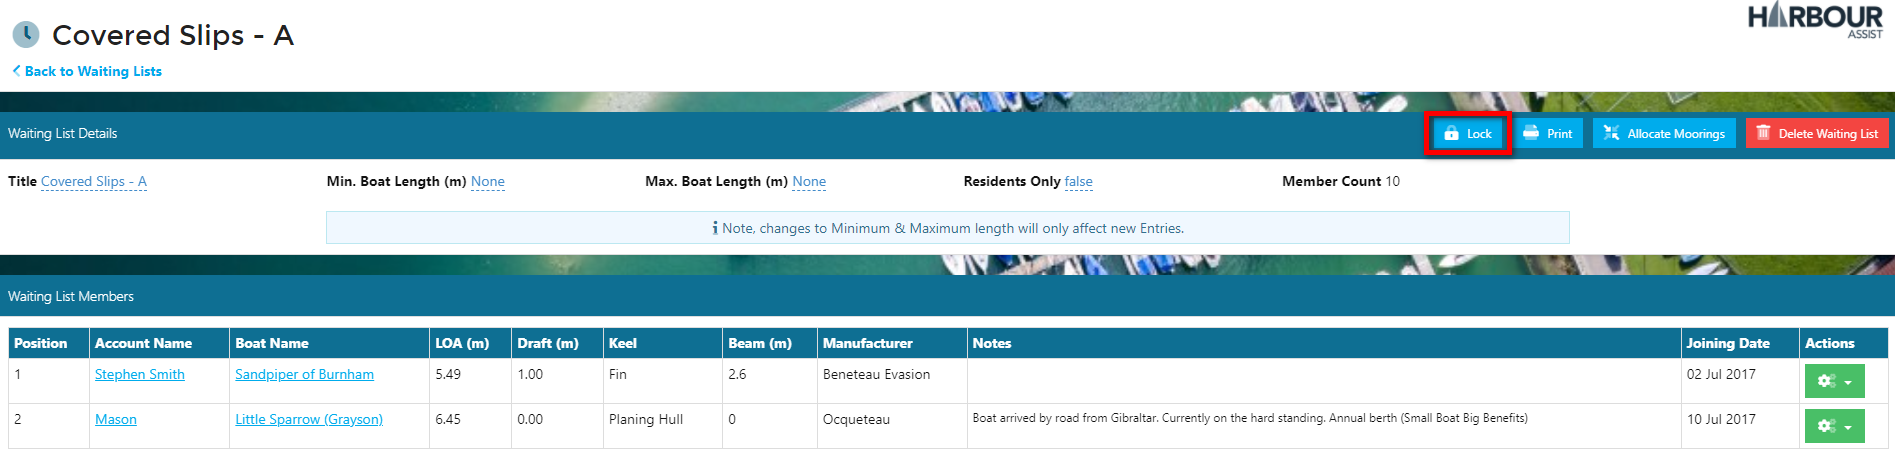 Covered Slips - A
HARBOUR
ASSIST
Back to Waiting Lists
Waiting List Details
Lock
Print
Allocate Moorings
Delete Waiting List
Title Covered Slips - A
Min. Boat Length (m) None
Max. Boat Length (m) None
Residents Only false
Member Count 10
Note, changes to Minimum & Maximum length will only affect new Entries.
Waiting List Members
Position Account Name Boat Name LOA (m) Draft (m) Keel Beam (m) Manufacturer Notes Joining Date Actions
1 Stephen Smith Sandpiper of Burnham 5.49 1.00 Fin 2.6 Beneteau Evasion 02 Jul 2017
2 Mason Little Sparrow (Grayson) 6.45 0.00 Planing Hull 0 Ocqueteau Boat arrived by road from Gibraltar. Currently on the hard standing. Annual berth (Small Boat Big Benefits) 10 Jul 2017